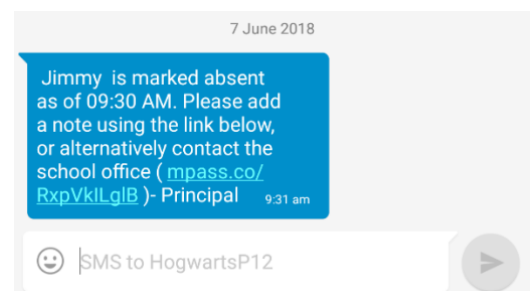 7 June 2018
Jimmy is marked absent
as of 09:30 AM. Please add
a note using the link below,
or alternatively contact the
school office ( mpass.co/
RxpVkILglB )- Principal 9:31 am
SMS to HogwartsP12